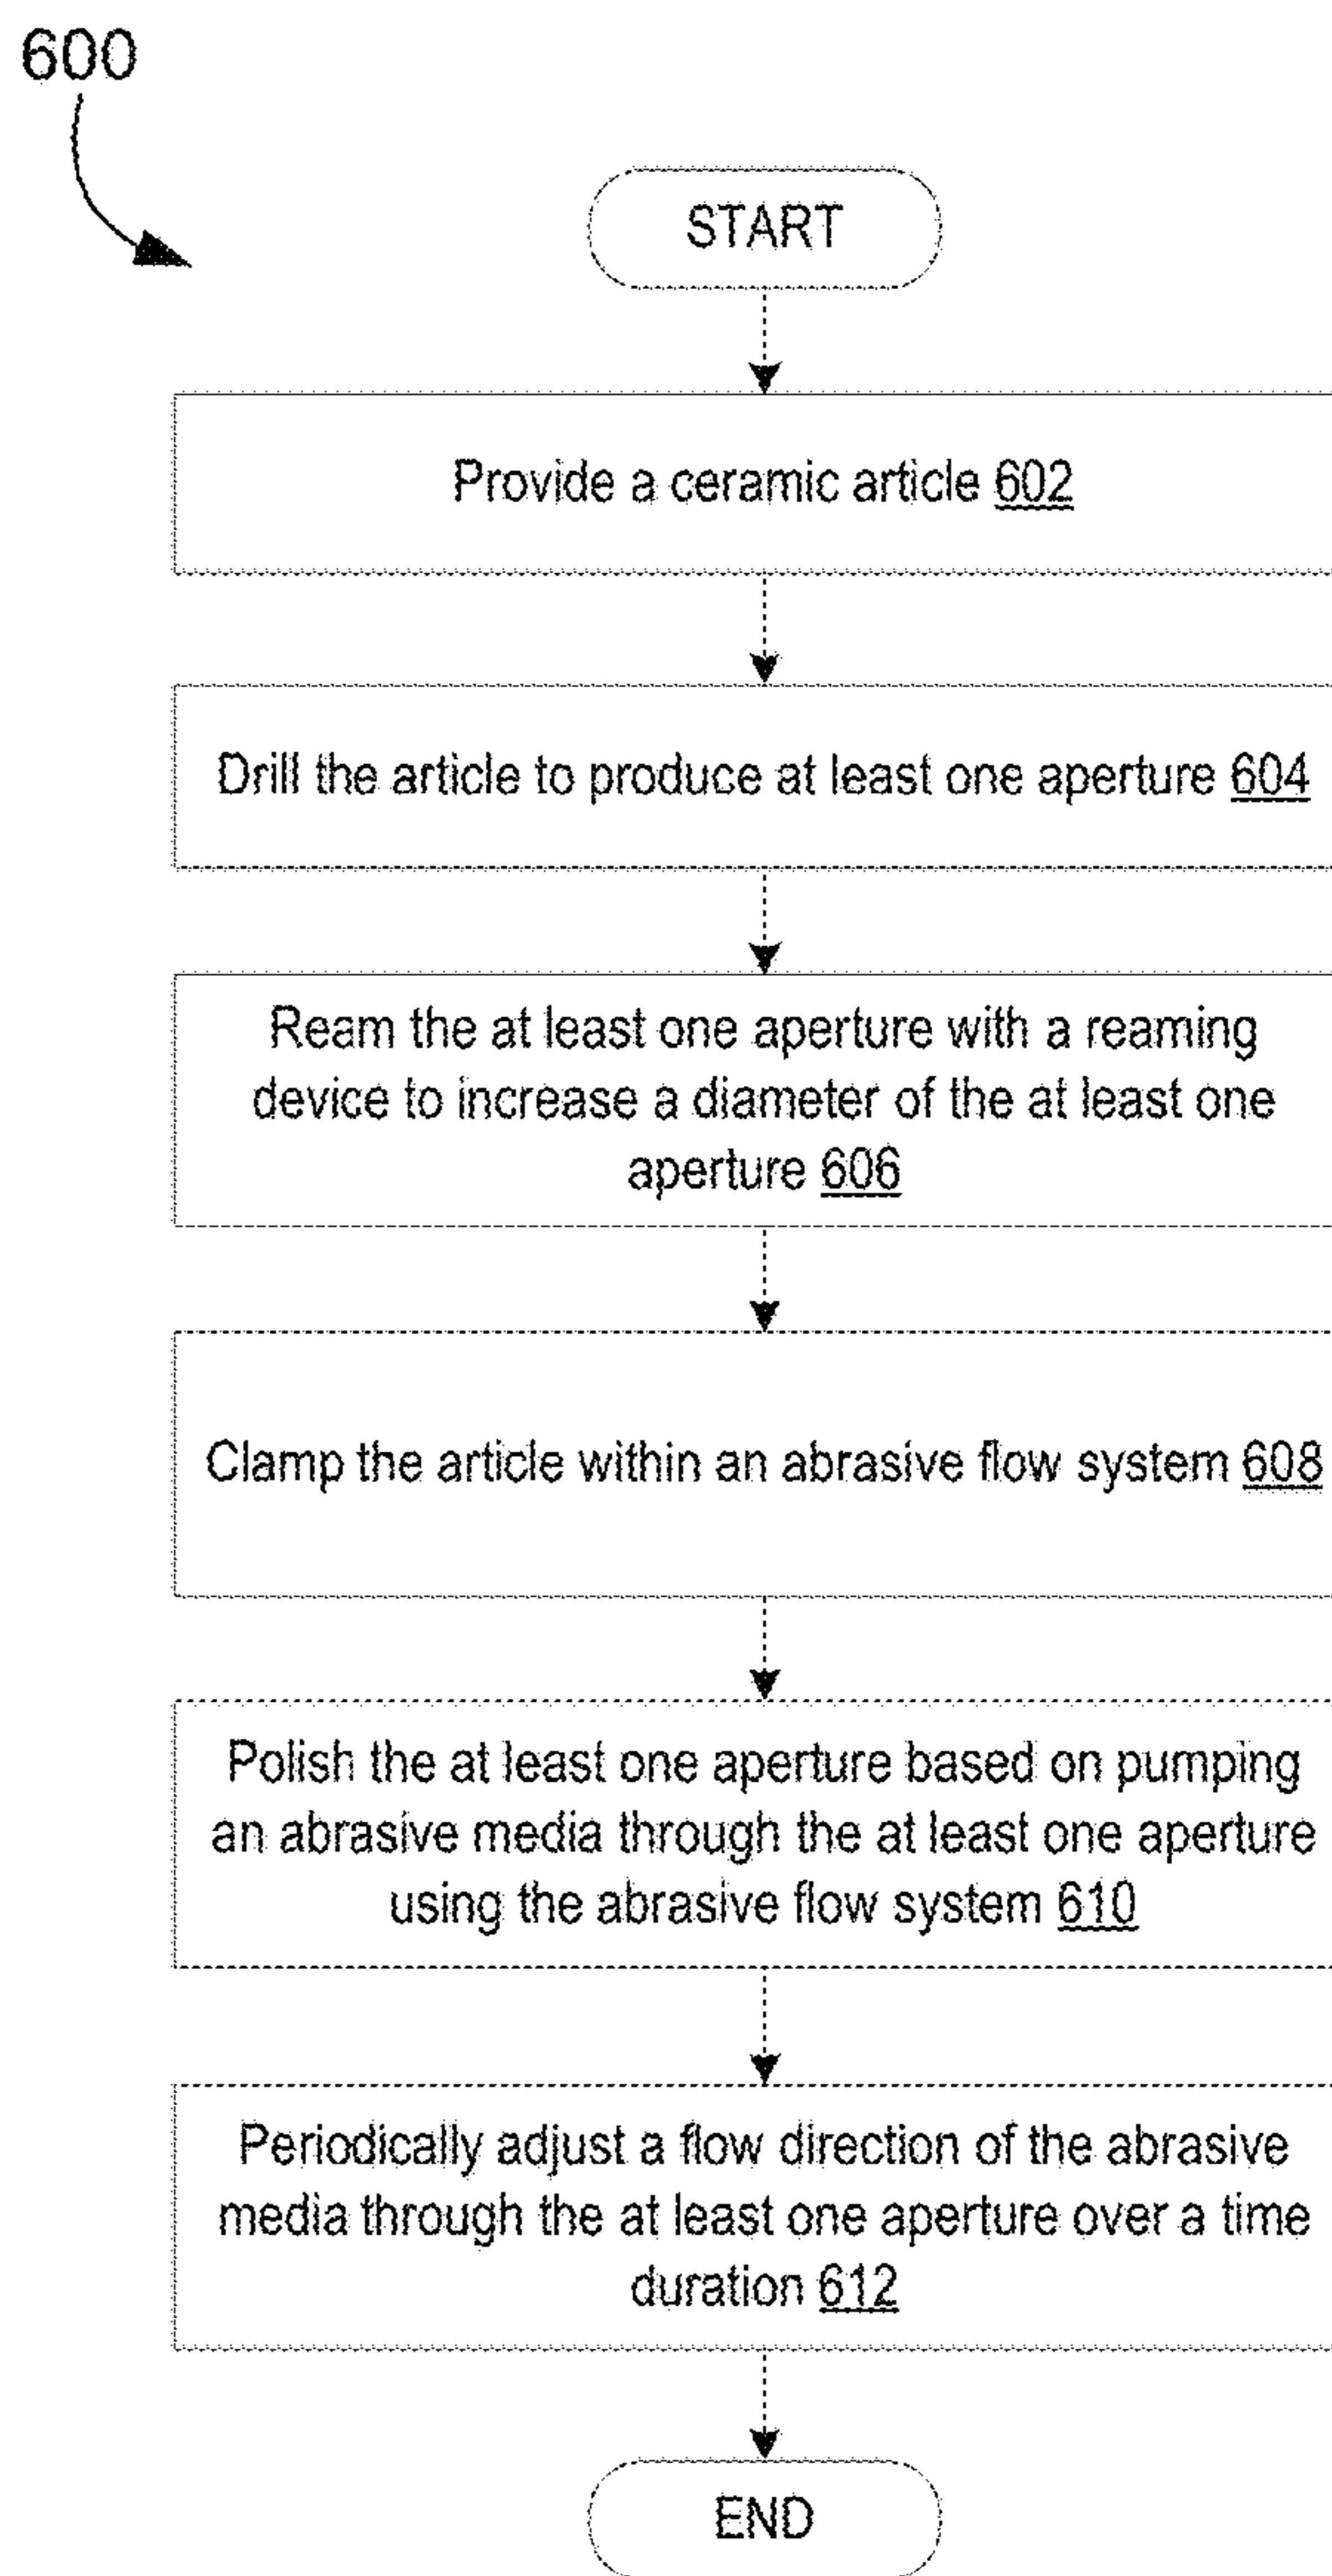 600
START
Provide a ceramic article 602
Drill the article to produce at least one aperture 604
Ream the at least one aperture with a reaming
device to increase a diameter of the at least one
aperture 606
Clamp the article within an abrasive flow system 608
Polish the at least one aperture based on pumping
an abrasive media through the at least one aperture
using the abrasive flow system 610
Periodically adjust a flow direction of the abrasive
media through the at least one aperture over a time
duration 612
END